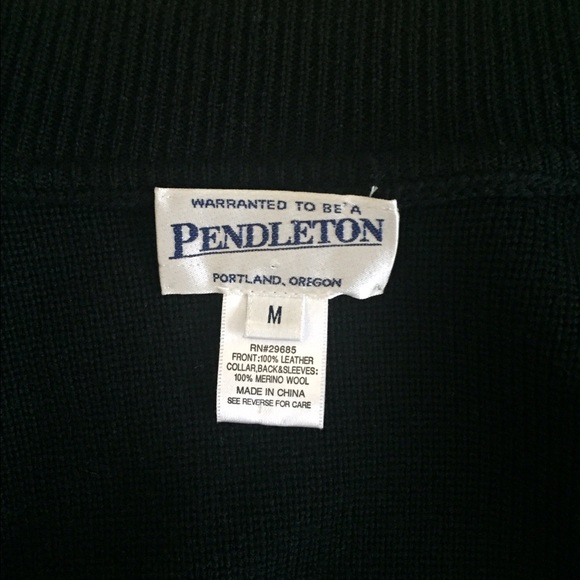 WARRANTED TO BE A
PENDLETON
PORTLAND, OREGON
M
RN#29685
FRONT:100% LEATHER
COLLAR,BACK&SLEEVES:
100% MERINO WOOL
MADE IN CHINA
SEE REVERSE FOR CARE